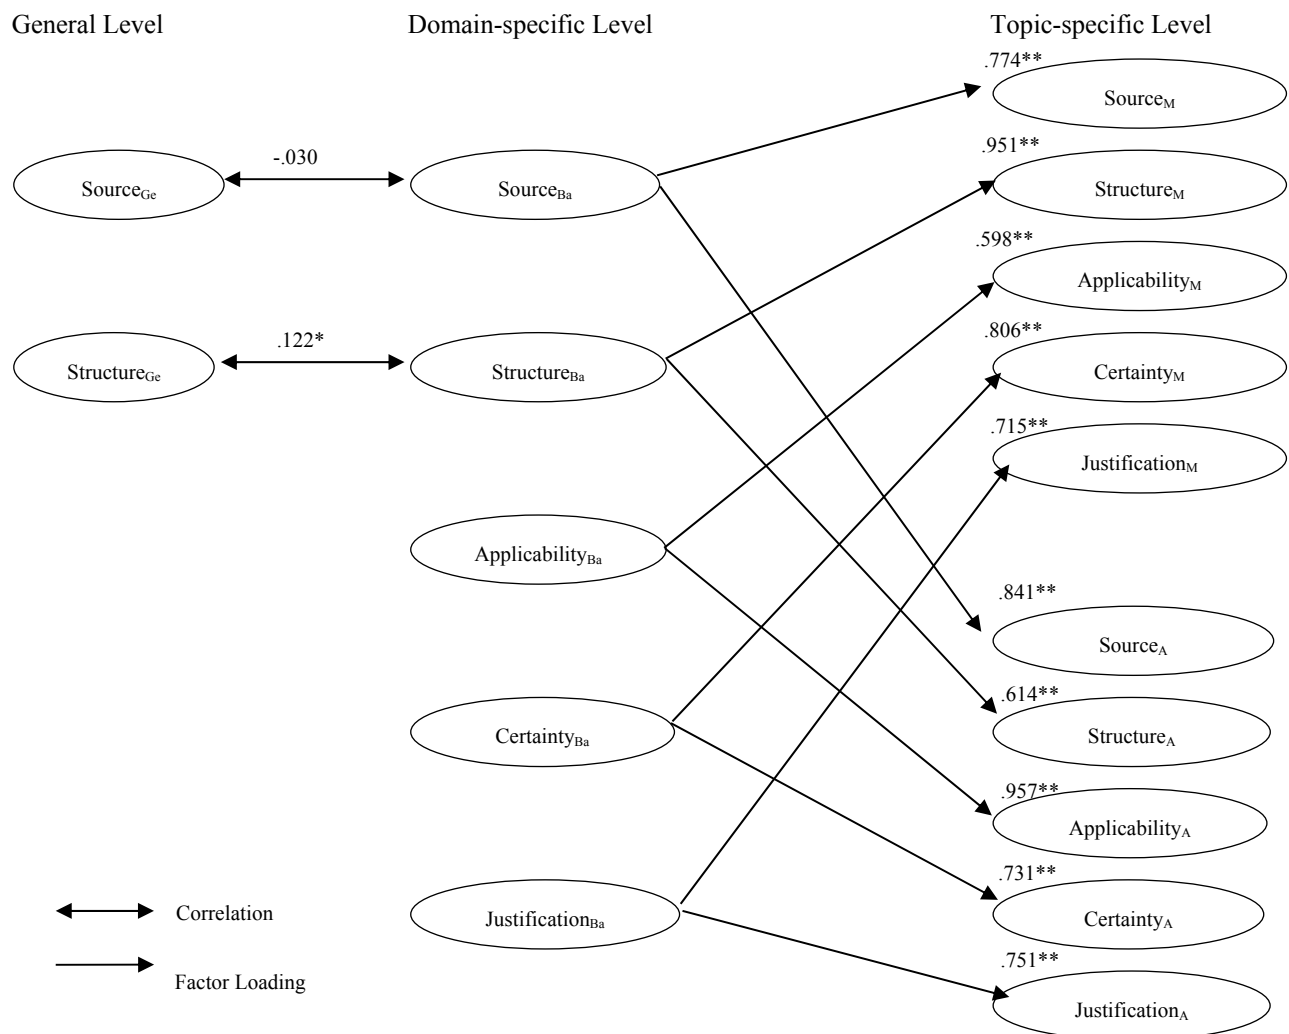 General Level
Domain-specific Level
Topic-specific Level
.774**
SourceM
-.030
.951**
SourceGe
SourceBa
StructureM
.598**
ApplicabilityM
.122*
.806**
StructureGe
StructureBa
CertaintyM
.715**
JustificationM
ApplicabilityBa
.841**
SourceA
.614**
CertaintyBa
StructureA
.957**
ApplicabilityA
.731**
Correlation
JustificationBa
CertaintyA
.751**
Factor Loading
JustificationA